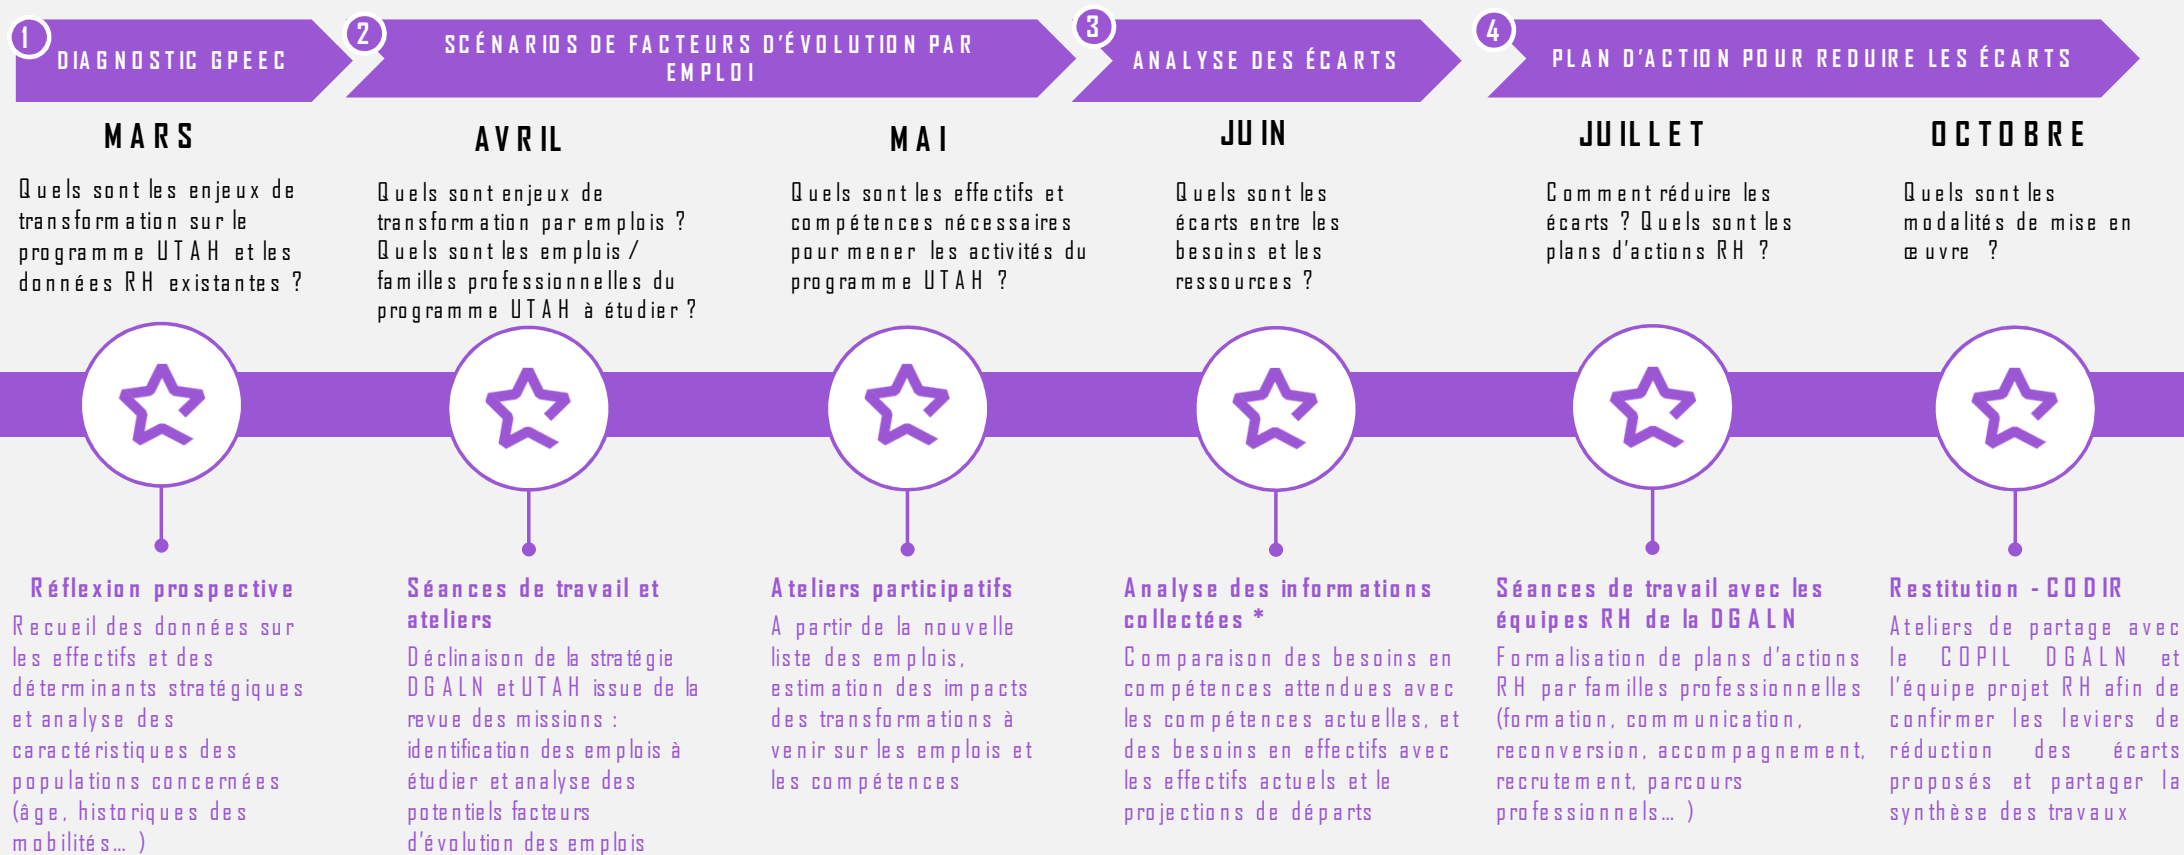 1
DIAGNOSTIC GPEEC
2
SCÉNARIOS DE FACTEURS D’ÉVOLUTION PAR
EMPLOI
3
ANALYSE DES ÉCARTS
4
PLAN D’ACTION POUR REDUIRE LES ÉCARTS
MARS
Quels sont les enjeux de
transformation sur le
programme UTAH et les
données RH existantes ?
AVRIL
Quels sont enjeux de
transformation par emplois ?
Quels sont les emplois /
familles professionnelles du
programme UTAH à étudier ?
MAI
Quels sont les effectifs et
compétences nécessaires
pour mener les activités du
programme UTAH ?
JUIN
Quels sont les
écarts entre les
besoins et les
ressources ?
JUILLET
Comment réduire les
écarts ? Quels sont les
plans d’actions RH ?
OCTOBRE
Quels sont les
modalités de mise en
œuvre ?
Réflexion prospective
Recueil des données sur
les effectifs et des
déterminants stratégiques
et analyse des
caractéristiques des
populations concernées
(âge, historiques des
mobilités… )
Séances de travail et
ateliers
Déclinaison de la stratégie
DGALN et UTAH issue de la
revue des missions :
identification des emplois à
étudier et analyse des
potentiels facteurs
d’évolution des emplois
Ateliers participatifs
A partir de la nouvelle
liste des emplois,
estimation des impacts
des transformations à
venir sur les emplois et
les compétences
Analyse des informations
collectées *
Comparaison des besoins en
compétences attendues avec
les compétences actuelles, et
des besoins en effectifs avec
les effectifs actuels et le
projections de départs
Séances de travail avec les
équipes RH de la DGALN
Formalisation de plans d’actions
RH par familles professionnelles
(formation, communication,
reconversion, accompagnement,
recrutement, parcours
professionnels… )
Restitution - CODIR
Ateliers de partage avec
le COPIL DGALN et
l’équipe projet RH afin de
confirmer les leviers de
réduction des écarts
proposés et partager la
synthèse des travaux